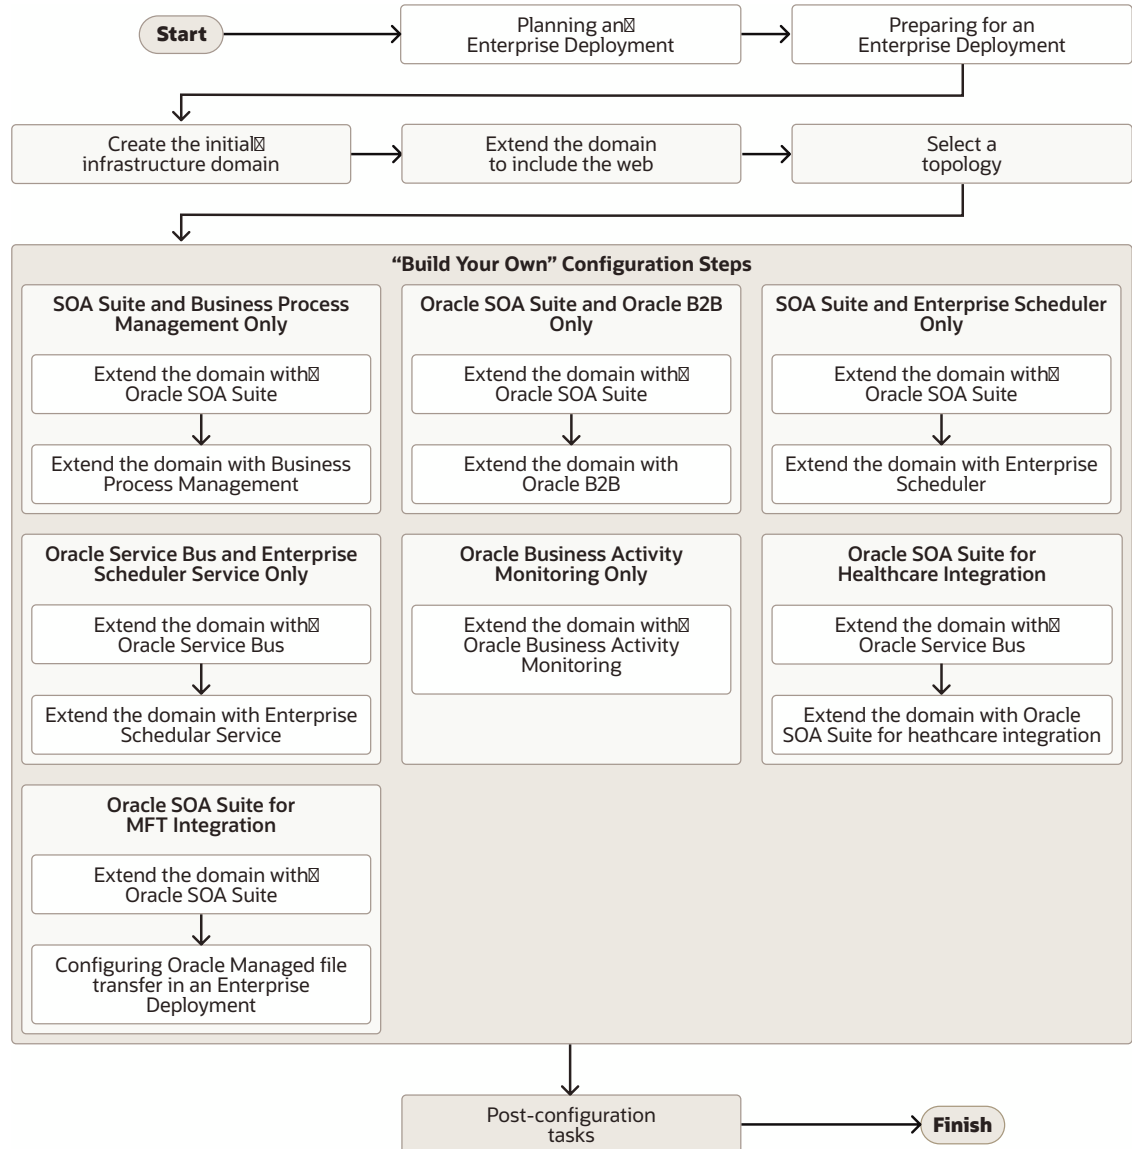 Start
Planning an
Enterprise Deployment
Preparing for an
Enterprise Deployment
Create the initial
infrastructure domain
Extend the domain
to include the web
Select a
topology
“Build Your Own” Configuration Steps
SOA Suite and Business Process
Management Only
Extend the domain with
Oracle SOA Suite
Extend the domain with Business
Process Management
Oracle SOA Suite and Oracle B2B
Only
Extend the domain with
Oracle SOA Suite
Extend the domain with
Oracle B2B
SOA Suite and Enterprise Scheduler
Only
Extend the domain with
Oracle SOA Suite
Extend the domain with Enterprise
Scheduler
Oracle Service Bus and Enterprise
Scheduler Service Only
Extend the domain with
Oracle Service Bus
Extend the domain with Enterprise
Schedular Service
Oracle Business Activity
Monitoring Only
Extend the domain with
Oracle Business Activity
Monitoring
Oracle SOA Suite for
Healthcare Integration
Extend the domain with
Oracle Service Bus
Extend the domain with Oracle
SOA Suite for heathcare integration
Oracle SOA Suite for
MFT Integration
Extend the domain with
Oracle SOA Suite
Configuring Oracle Managed file
transfer in an Enterprise
Deployment
Post-configuration
tasks
Finish